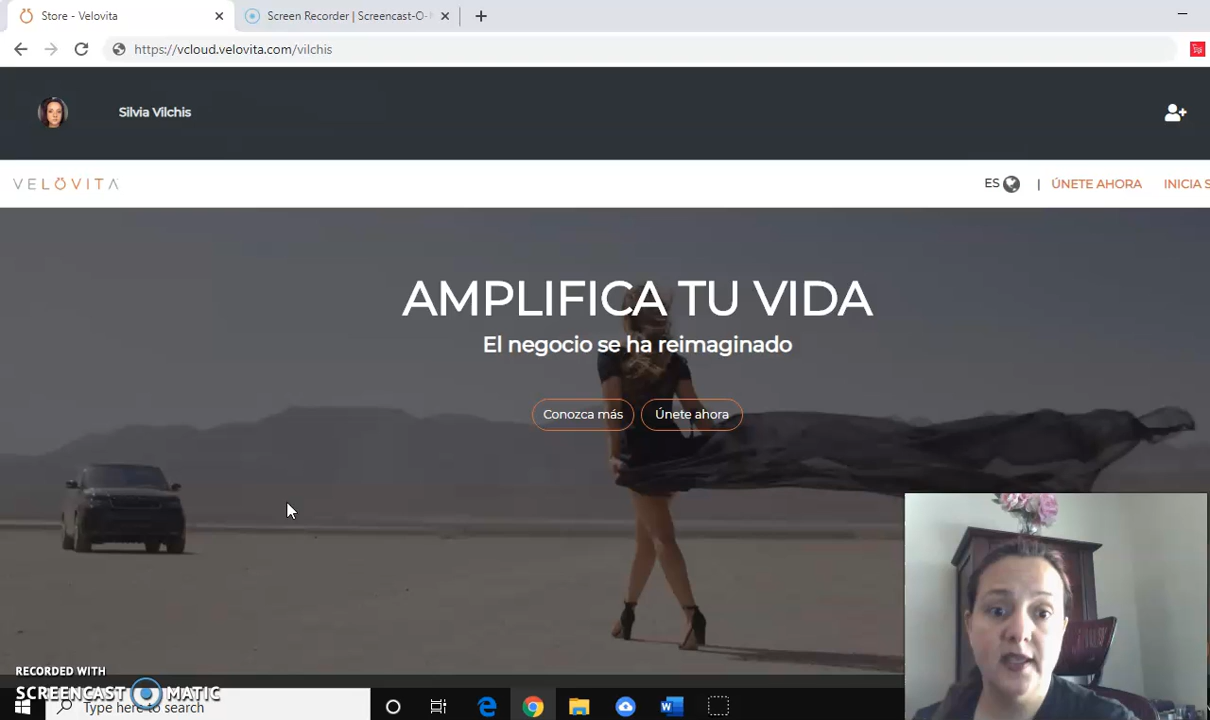 Store - Velovita
Screen Recorder | Screencast-O-
https://vcloud.velovita.com/vilchis
Silvia Vilchis
VELOVITA
ES | ÚNETE AHORA INICIA S
AMPLIFICA TU VIDA
El negocio se ha reimaginado
Conozca más Únete ahora
RECORDED WITH
SCREENCAST MATIC
Type here to search